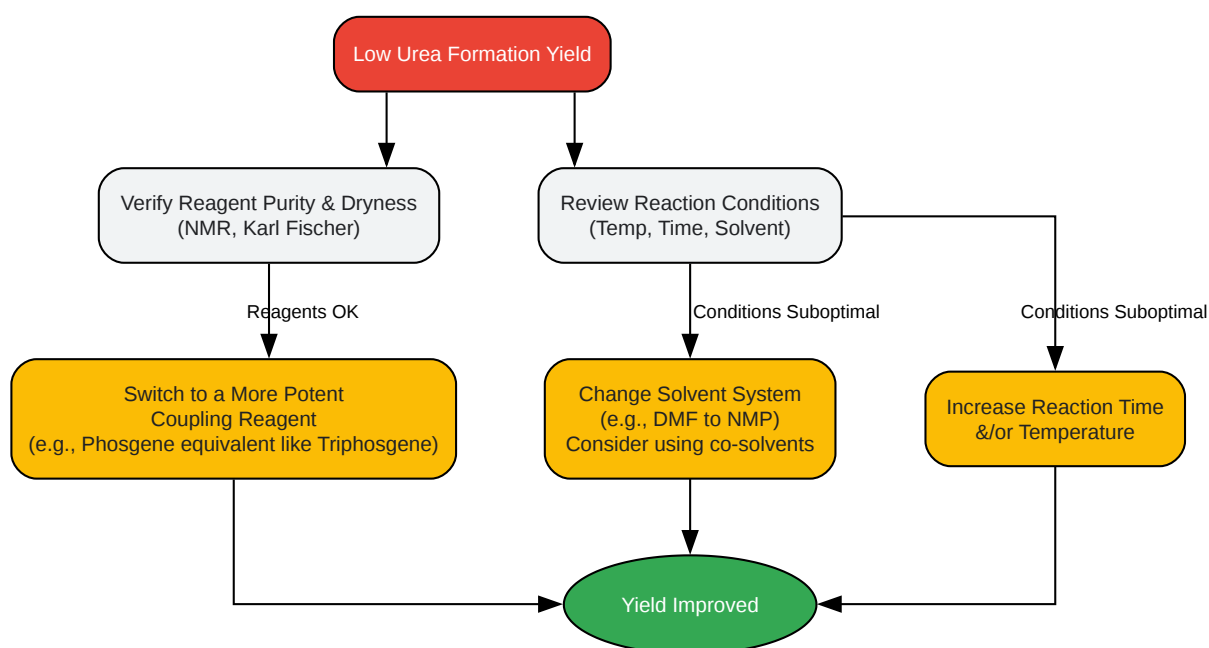 Low Urea Formation Yield
Verify Reagent Purity & Dryness
(NMR, Karl Fischer)
Review Reaction Conditions
(Temp, Time, Solvent)
Reagents OK
Conditions Suboptimal
Conditions Suboptimal
Switch to a More Potent
Coupling Reagent
(e.g., Phosgene equivalent like Triphosgene)
Change Solvent System
(e.g., DMF to NMP)
Consider using co-solvents
Increase Reaction Time
&/or Temperature
Yield Improved